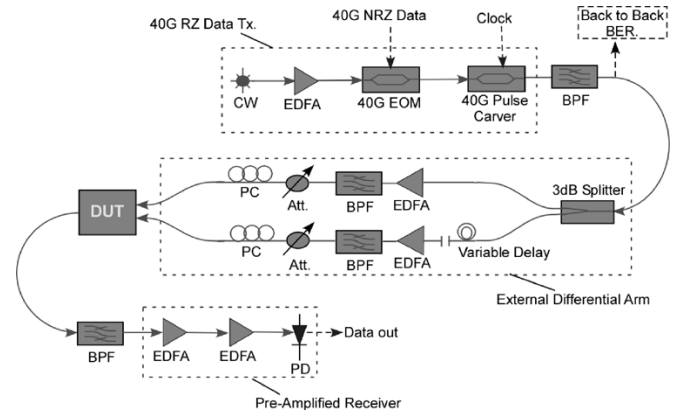 40G RZ Data Tx.
40G NRZ Data
Clock
Back to Back
BER.
CW
EDFA
40G EOM
40G Pulse
Carver
BPF
3dB Splitter
PC
Att.
BPF
EDFA
DUT
PC
Att.
BPF
EDFA
Variable Delay
External Differential Arm
BPF
EDFA
EDFA
PD
Data out
Pre-Amplified Receiver